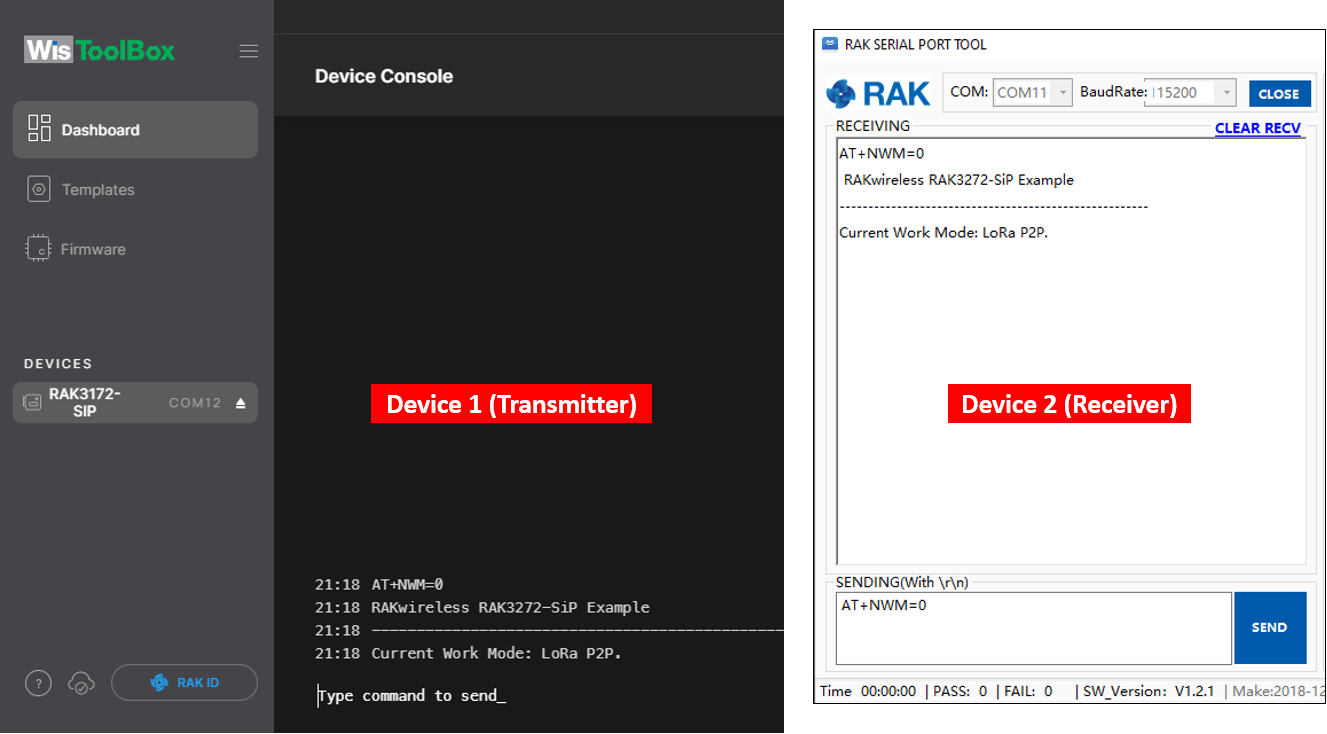 WisToolBox
Dashboard
Templates
Firmware
DEVICES
RAK3172-
SIP
COM12
?
RAK ID
Device Console
Device 1 (Transmitter)
21:18 AT+NWM=0
21:18 RAKwireless RAK3272-SiP Example
21:18 ------------------------------------------------
21:18 Current Work Mode: LoRa P2P.
Type command to send_
RAK SERIAL PORT TOOL
RAK COM: COM11 BaudRate: 115200 CLOSE
RECEIVING CLEAR RECV
AT+NWM=0
RAKwireless RAK3272-SiP Example
------------------------------------------------------
Current Work Mode: LoRa P2P.
Device 2 (Receiver)
SENDING(With \r\n)
AT+NWM=0
SEND
Time 00:00:00 | PASS: 0 | FAIL: 0 | SW_Version: V1.2.1 | Make:2018-12